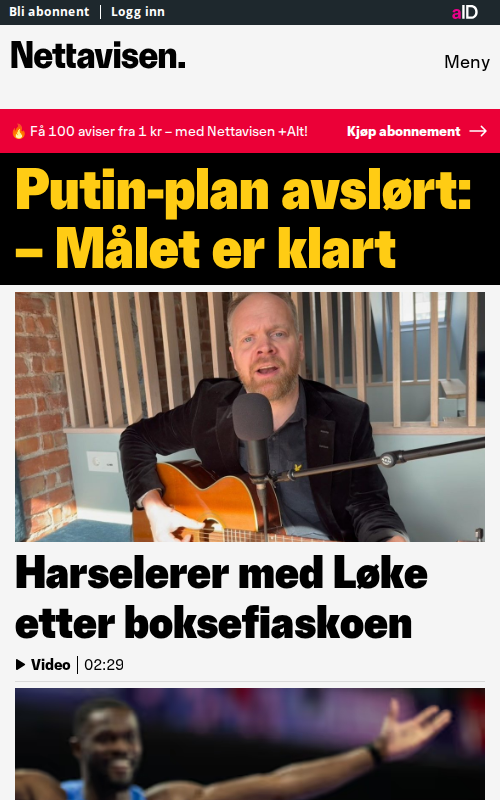 Bli abonnent | Logg inn
aID
Nettavisen.
Meny
🔥 Få 100 aviser fra 1 kr – med Nettavisen +Alt!
Kjøp abonnement →
Putin-plan avslørt:
– Målet er klart
Harselerer med Løke
etter boksefiaskoen
Video | 02:29